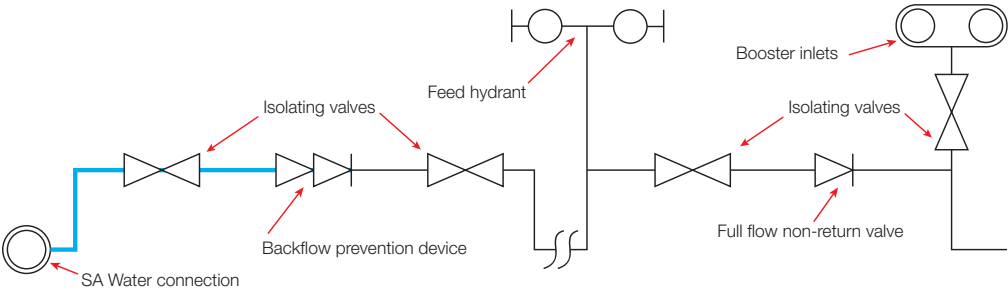 Booster inlets
Feed hydrant
Isolating valves
Isolating valves
Full flow non-return valve
Backflow prevention device
SA Water connection